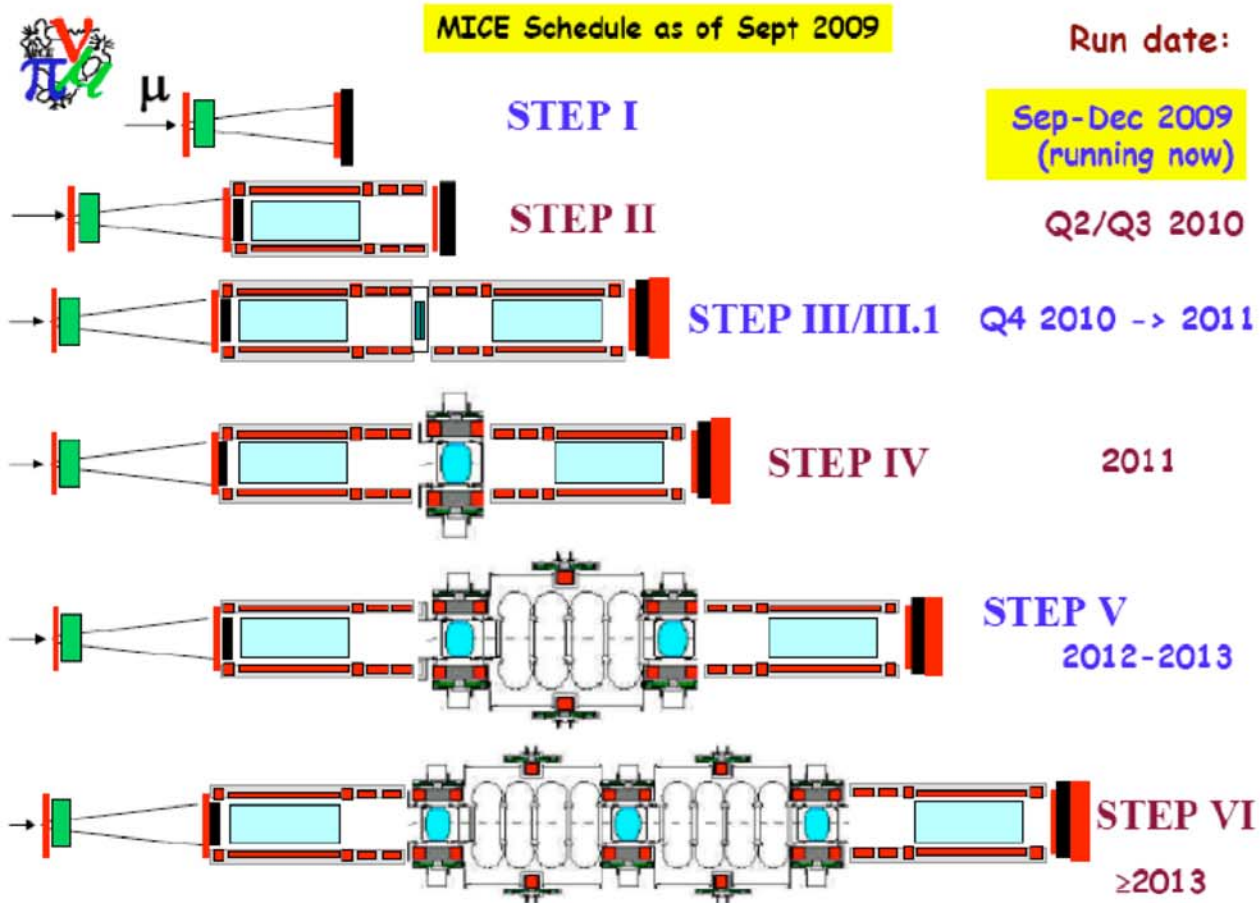 MICE Schedule as of Sept 2009
Run date:
ν
πμ
μ
STEP I
Sep-Dec 2009
(running now)
STEP II
Q2/Q3 2010
STEP III/III.1
Q4 2010 -> 2011
STEP IV
2011
STEP V
2012-2013
STEP VI
≥2013